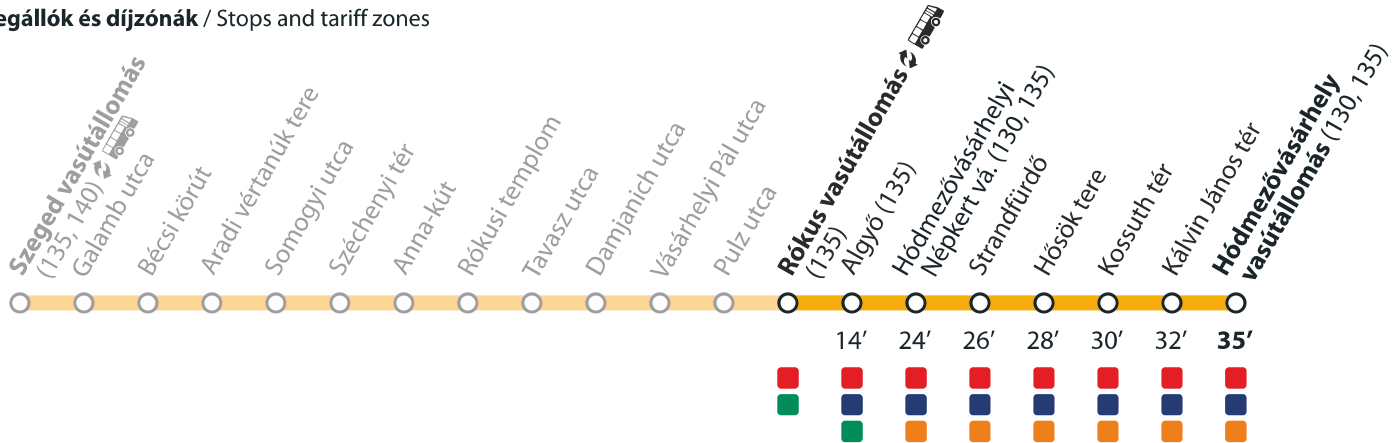 egállók és díjzónák / Stops and tariff zones
Szeged vasútállomás
(135, 140)
Galamb utca
Bécsi körút
Aradi vértanúk tere
Somogyi utca
Széchenyi tér
Anna-kút
Rókusi templom
Tavasz utca
Damjanich utca
Vásárhelyi Pál utca
Pulz utca
Rókus vasútállomás
(135)
Algyő (135)
Hódmezővásárhelyi
Népkert vá. (130, 135)
Strandfürdő
Hősök tere
Kossuth tér
Kálvin János tér
Hódmezővásárhely
vasútállomás (130, 135)
14’ 24’ 26’ 28’ 30’ 32’ 35’